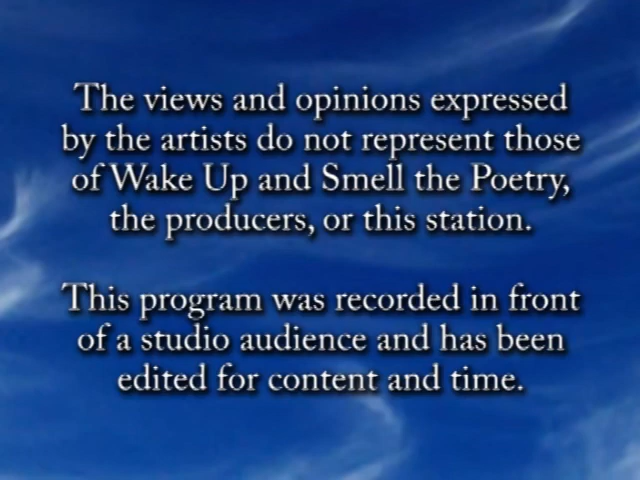 The views and opinions expressed
by the artists do not represent those
of Wake Up and Smell the Poetry,
the producers, or this station.
This program was recorded in front
of a studio audience and has been
edited for content and time.